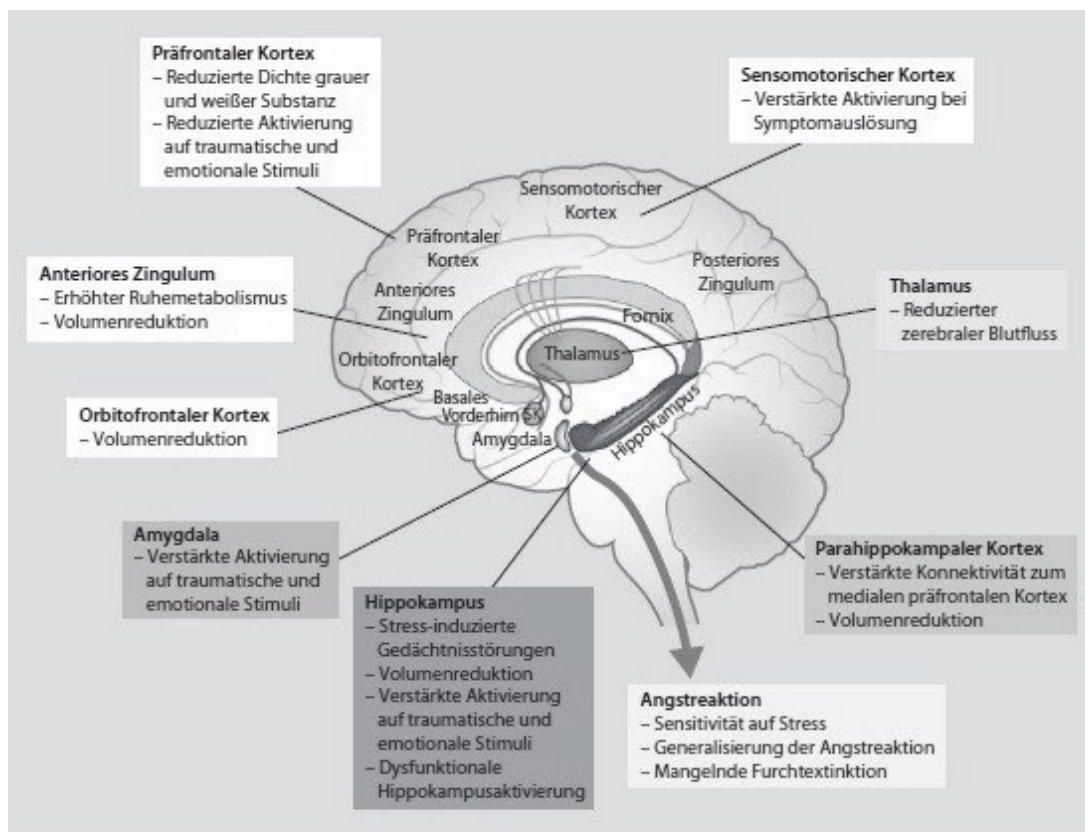 Präfrontaler Kortex
– Reduzierte Dichte grauer
und weißer Substanz
– Reduzierte Aktivierung
auf traumatische und
emotionale Stimuli
Sensomotorischer Kortex
– Verstärkte Aktivierung bei
Symptomauslösung
Anteriores Zingulum
– Erhöhter Ruhemetabolismus
– Volumenreduktion
Sensomotorischer
Kortex
Präfrontaler
Kortex
Anteriores
Zingulum
Posteriores
Zingulum
Fornix
Thalamus
Orbitofrontaler
Kortex
Basales
Vorderhirn SK
Amygdala
Hippokampus
Thalamus
– Reduzierter
zerebraler Blutfluss
Orbitofrontaler Kortex
– Volumenreduktion
Amygdala
– Verstärkte Aktivierung
auf traumatische und
emotionale Stimuli
Hippokampus
– Stress-induzierte
Gedächtnisstörungen
– Volumenreduktion
– Verstärkte Aktivierung
auf traumatische und
emotionale Stimuli
– Dysfunktionale
Hippokampusaktivierung
Parahippokampaler Kortex
– Verstärkte Konnektivität zum
medialen präfrontalen Kortex
– Volumenreduktion
Angstreaktion
– Sensitivität auf Stress
– Generalisierung der Angstreaktion
– Mangelnde Furchtextinktion